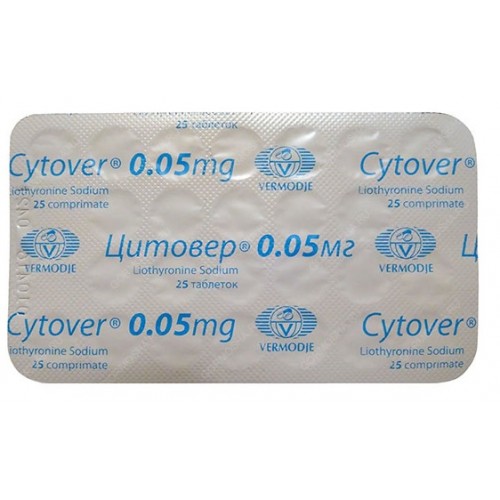 25 таблеток
Cytover® 0.05mg VERMODJE Cytover®
Liothyronine Sodium Liothyronine Sodium
25 comprimate 25 comprimate
VERMODJE Цитовер® 0.05мг VERMODJE Ц
Liothyronine Sodium
25 таблеток
Cytover® 0.05mg VERMODJE Cytover®
Liothyronine Sodium Liothyronine Sodium
25 comprimate 25 comprimate